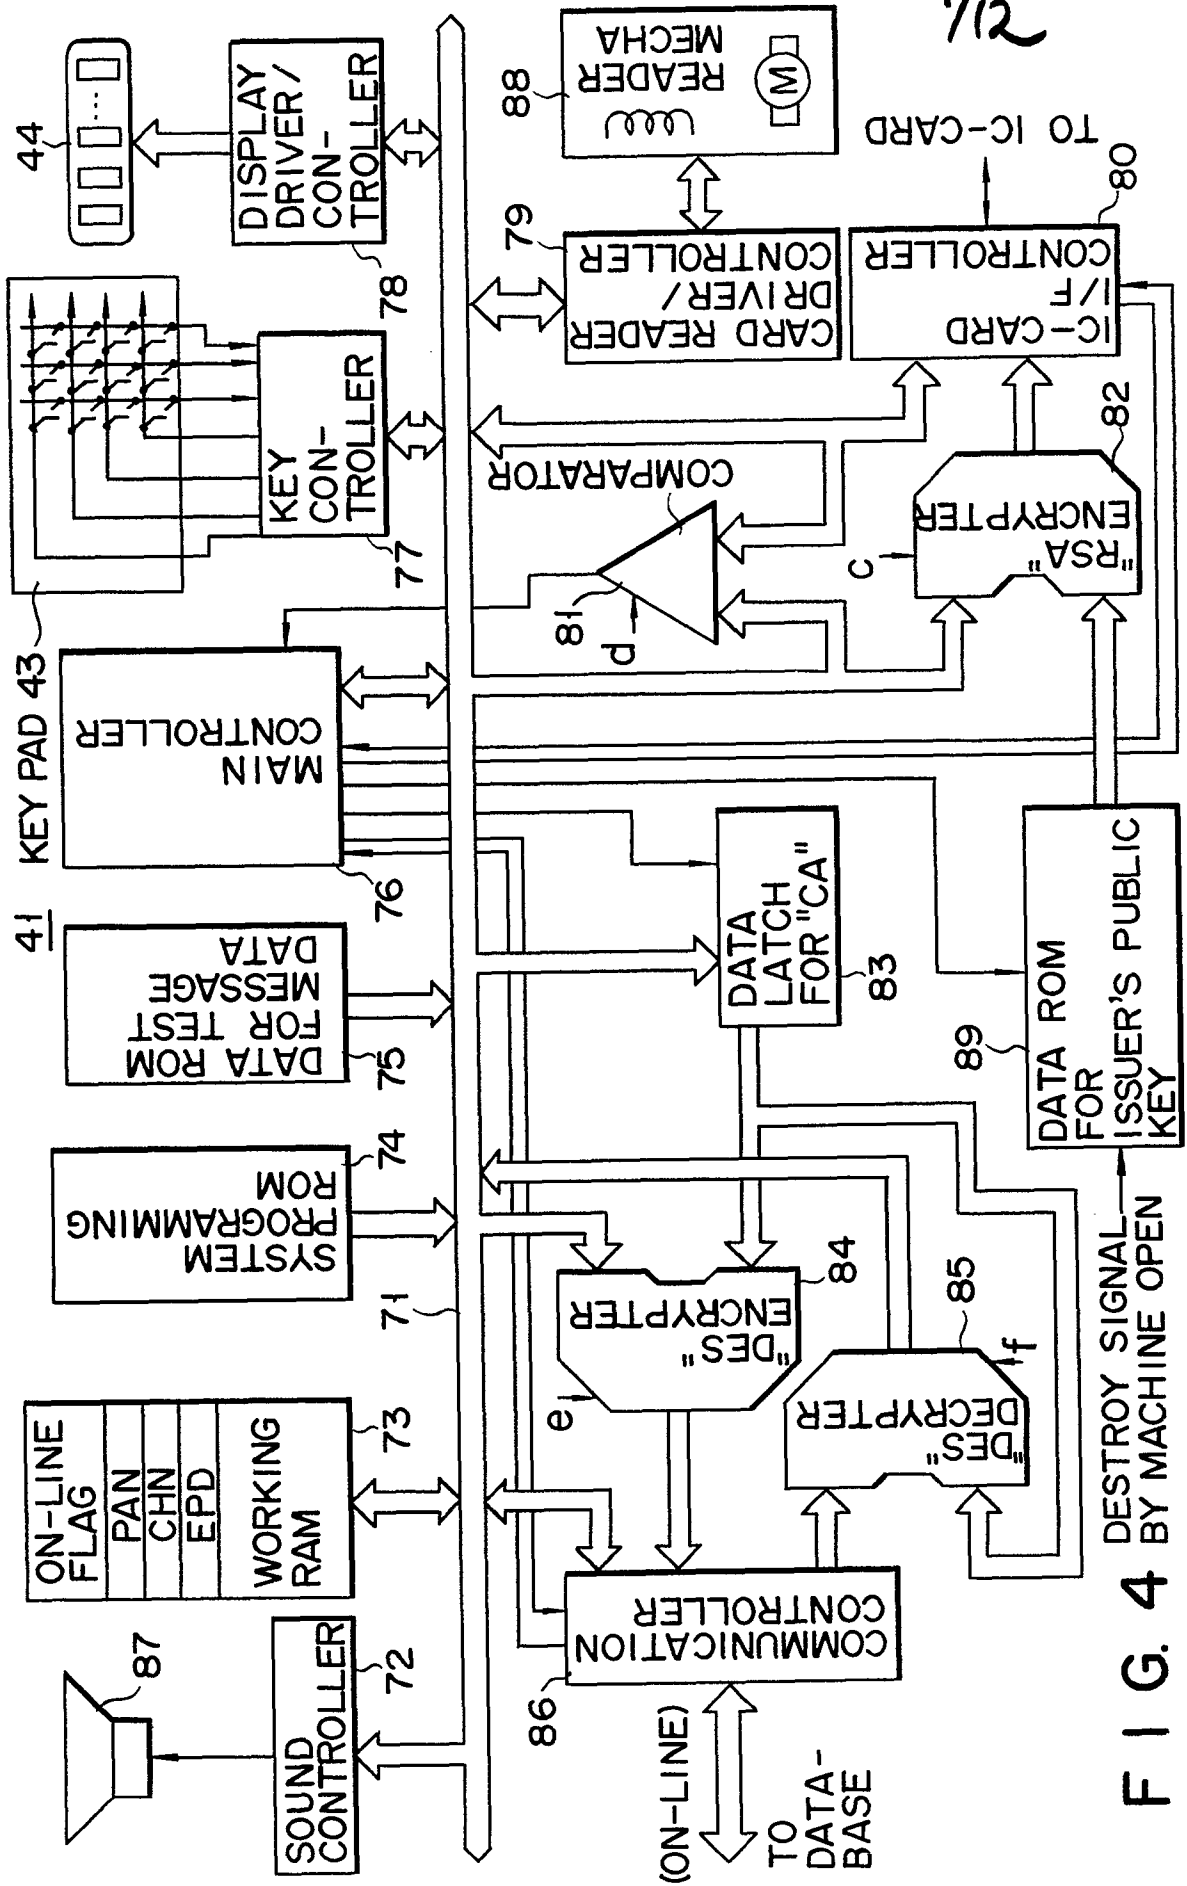 7/12
44
DISPLAY
DRIVER/
CON-
TROLLER
78
KEY PAD 43
KEY
CON-
TROLLER
77
41
MAIN
CONTROLLER
76
DATA ROM
FOR TEST
MESSAGE
DATA
75
SYSTEM
PROGRAMMING
ROM
74
71
ON-LINE
FLAG
PAN
CHN
EPD
WORKING
RAM
73
87
SOUND
CONTROLLER
72
88
READER
MECHA
M
79
CARD READER
DRIVER/
CONTROLLER
TO IC-CARD
80
IC-CARD
I/F
CONTROLLER
COMPARATOR
81
d
c
"RSA"
ENCRYPTER
82
DATA
LATCH
FOR "CA"
83
89
DATA ROM
FOR
ISSUER'S PUBLIC
KEY
"DES"
ENCRYPTER
84
e
"DES"
DECRYPTER
85
f
COMMUNICATION
CONTROLLER
86
(ON-LINE)
TO
DATA-
BASE
DESTROY SIGNAL
BY MACHINE OPEN
FIG. 4